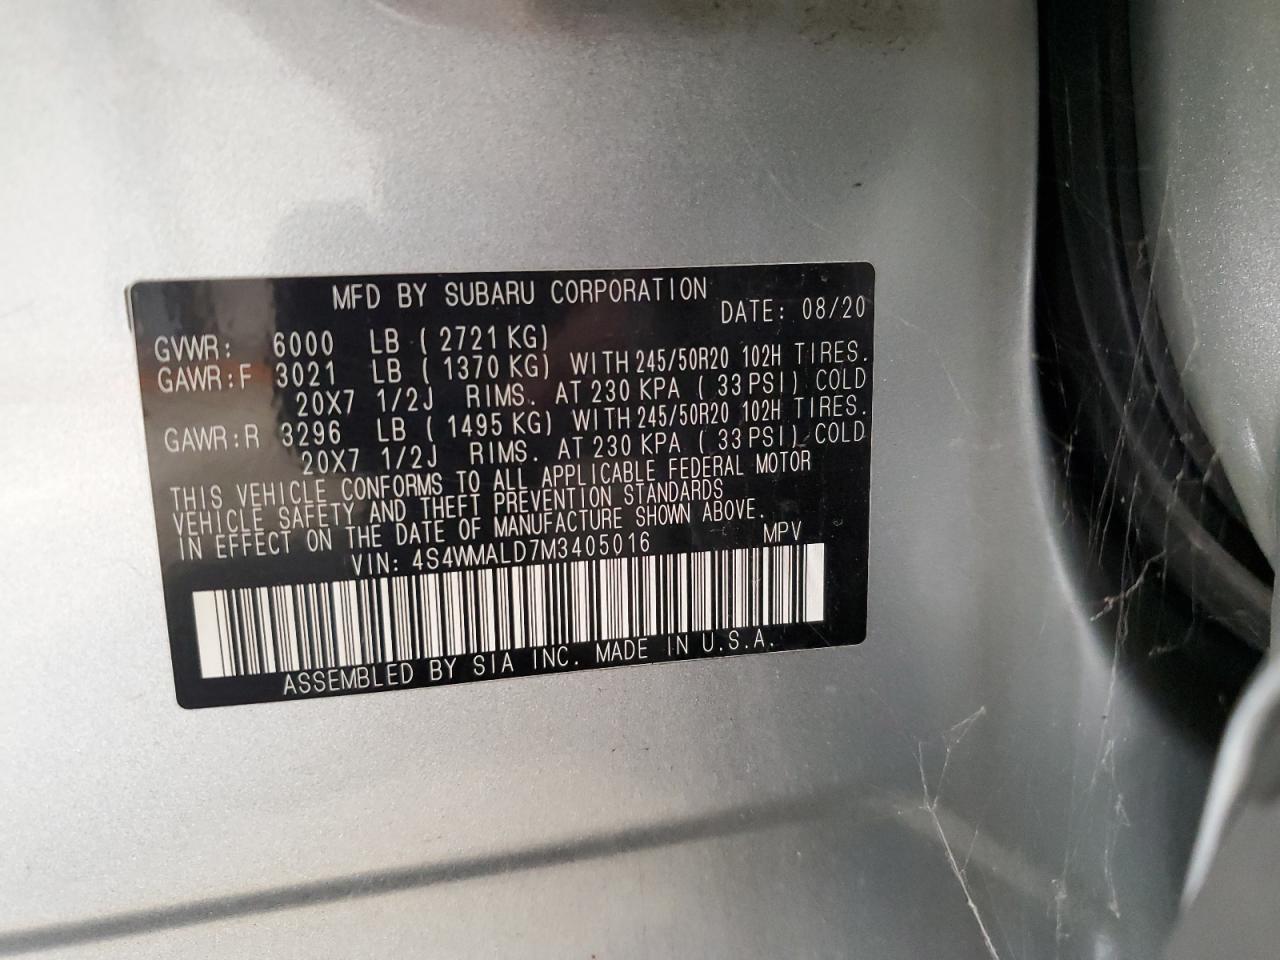 MFD BY SUBARU CORPORATION
DATE: 08/20
GVWR: 6000 LB ( 2721 KG)
GAWR:F 3021 LB ( 1370 KG) WITH 245/50R20 102H TIRES.
20X7 1/2J RIMS. AT 230 KPA ( 33 PSI) COLD
GAWR:R 3296 LB ( 1495 KG) WITH 245/50R20 102H TIRES.
20X7 1/2J RIMS. AT 230 KPA ( 33 PSI) COLD
THIS VEHICLE CONFORMS TO ALL APPLICABLE FEDERAL MOTOR
VEHICLE SAFETY AND THEFT PREVENTION STANDARDS
IN EFFECT ON THE DATE OF MANUFACTURE SHOWN ABOVE.
VIN: 4S4WMALD7M3405016 MPV
ASSEMBLED BY SIA INC. MADE IN U.S.A.